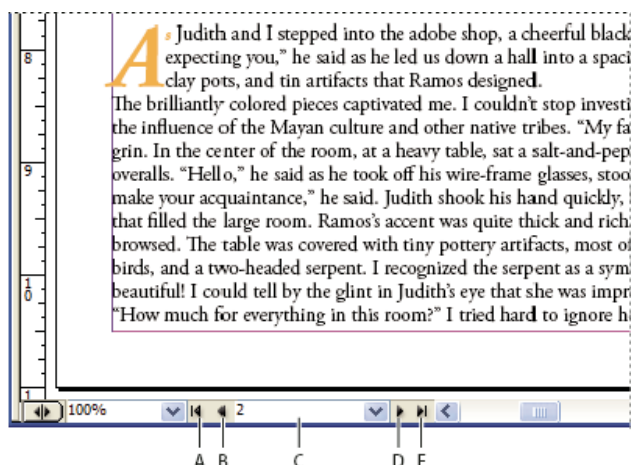 As Judith and I stepped into the adobe shop, a cheerful black
expecting you,” he said as he led us down a hall into a spaci
clay pots, and tin artifacts that Ramos designed.
The brilliantly colored pieces captivated me. I couldn’t stop investi
the influence of the Mayan culture and other native tribes. “My fa
grin. In the center of the room, at a heavy table, sat a salt-and-pep
overalls. “Hello,” he said as he took off his wire-frame glasses, stoo
make your acquaintance,” he said. Judith shook his hand quickly,
that filled the large room. Ramos’s accent was quite thick and rich
browsed. The table was covered with tiny pottery artifacts, most of
birds, and a two-headed serpent. I recognized the serpent as a sym
beautiful! I could tell by the glint in Judith’s eye that she was impr
“How much for everything in this room?” I tried hard to ignore h
8
9
10
1
100% 2
A B C D E